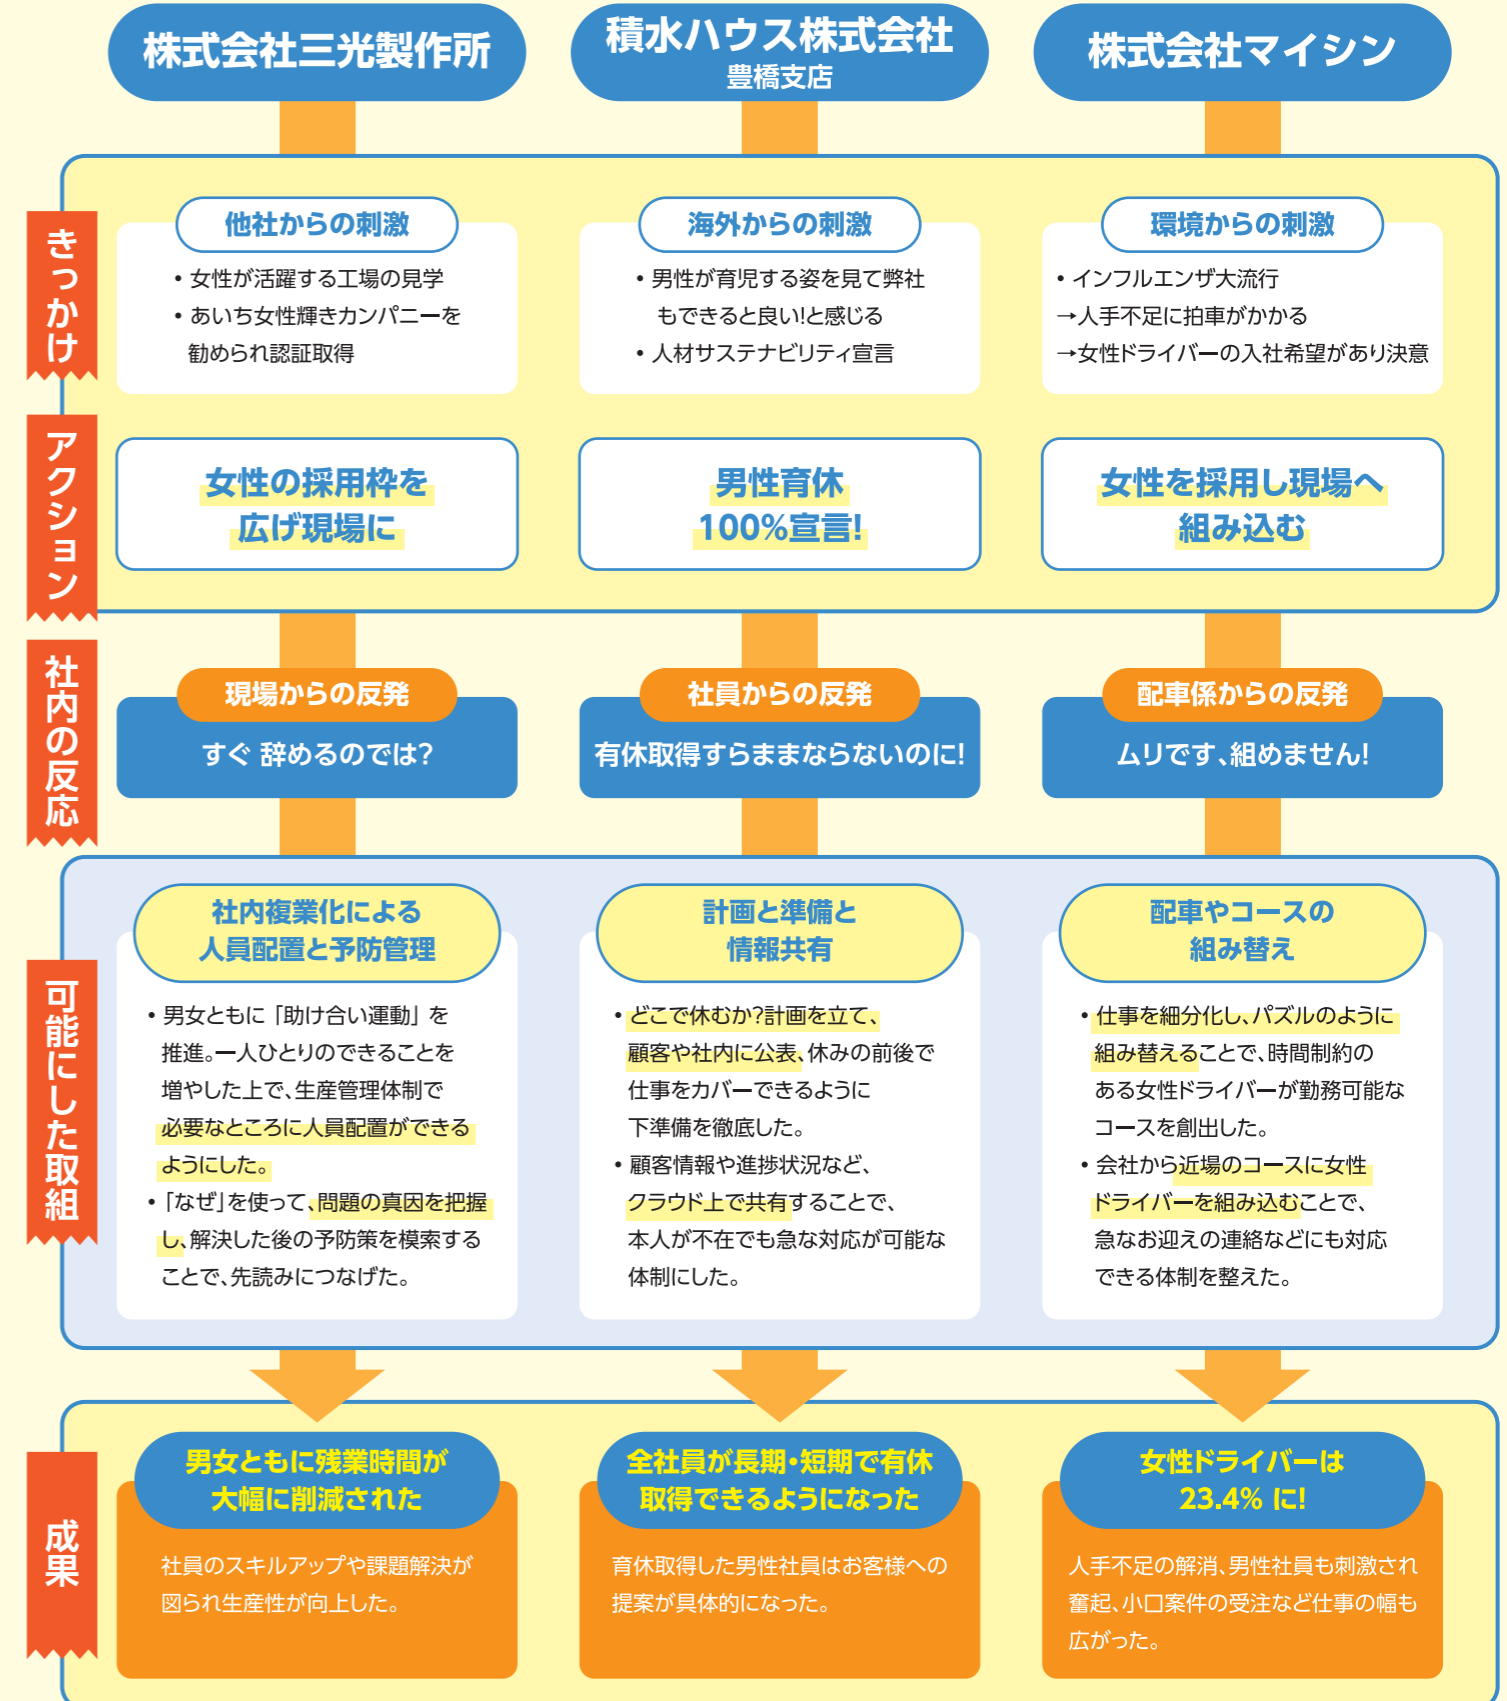 株式会社三光製作所
積水ハウス株式会社
豊橋支店
株式会社マイシン
きっかけ
他社からの刺激
• 女性が活躍する工場の見学
• あいち女性輝きカンパニーを
勧められ認証取得
海外からの刺激
• 男性が育児する姿を見て弊社
もできると良い!と感じる
• 人材サステナビリティ宣言
環境からの刺激
• インフルエンザ大流行
→人手不足に拍車がかかる
→女性ドライバーの入社希望があり決意
アクション
女性の採用枠を
広げ現場に
男性育休
100%宣言!
女性を採用し現場へ
組み込む
社内の反応
現場からの反発
すぐ 辞めるのでは?
社員からの反発
有休取得すらままならないのに!
配車係からの反発
ムリです、組めません!
可能にした取組
社内複業化による
人員配置と予防管理
• 男女ともに「助け合い運動」を
推進。一人ひとりのできることを
増やした上で、生産管理体制で
必要なところに人員配置ができる
ようにした。
• 「なぜ」を使って、問題の真因を把握
し、解決した後の予防策を模索する
ことで、先読みにつなげた。
計画と準備と
情報共有
• どこで休むか?計画を立て、
顧客や社内に公表、休みの前後で
仕事をカバーできるように
下準備を徹底した。
• 顧客情報や進捗状況など、
クラウド上で共有することで、
本人が不在でも急な対応が可能な
体制にした。
配車やコースの
組み替え
• 仕事を細分化し、パズルのように
組み替えることで、時間制約の
ある女性ドライバーが勤務可能な
コースを創出した。
• 会社から近場のコースに女性
ドライバーを組み込むことで、
急なお迎えの連絡などにも対応
できる体制を整えた。
成果
男女ともに残業時間が
大幅に削減された
社員のスキルアップや課題解決が
図られ生産性が向上した。
全社員が長期・短期で有休
取得できるようになった
育休取得した男性社員はお客様への
提案が具体的になった。
女性ドライバーは
23.4% に!
人手不足の解消、男性社員も刺激され
奮起、小口案件の受注など仕事の幅も
広がった。